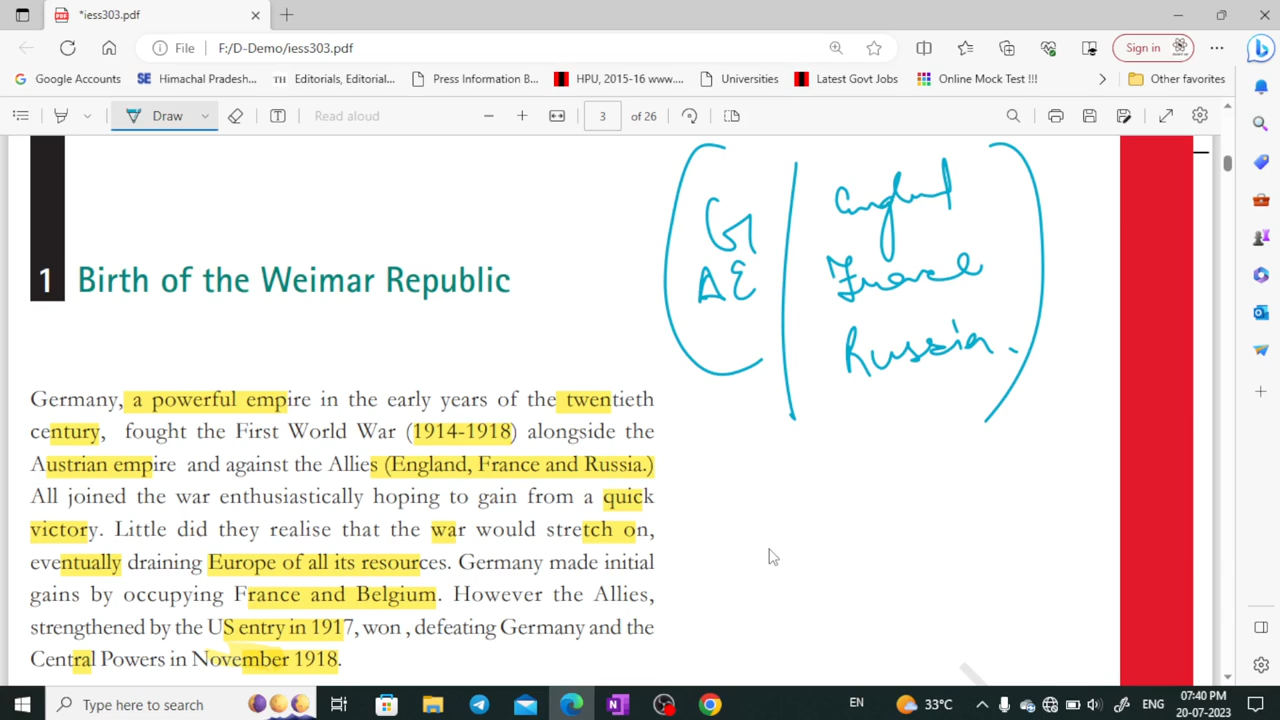 *iess303.pdf
File
F:/D-Demo/iess303.pdf
Sign in
Google Accounts
SE Himachal Pradesh...
TH Editorials, Editorial...
Press Information B...
HPU, 2015-16 www....
Universities
Latest Govt Jobs
Online Mock Test !!!
Other favorites
Draw
Read aloud
3 of 26
G
England
AE
France
Russia.
1 Birth of the Weimar Republic
Germany, a powerful empire in the early years of the twentieth
century, fought the First World War (1914-1918) alongside the
Austrian empire and against the Allies (England, France and Russia.)
All joined the war enthusiastically hoping to gain from a quick
victory. Little did they realise that the war would stretch on,
eventually draining Europe of all its resources. Germany made initial
gains by occupying France and Belgium. However the Allies,
strengthened by the US entry in 1917, won , defeating Germany and the
Central Powers in November 1918.
Type here to search
EN
33°C
ENG
07:40 PM
20-07-2023